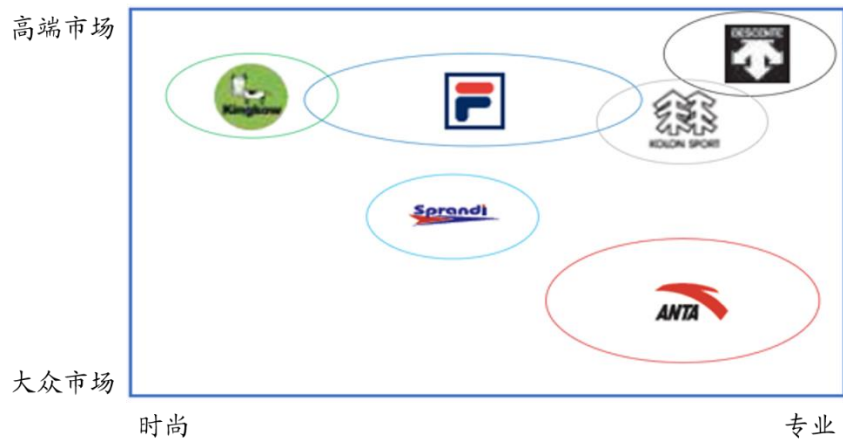 高端市场
DESCENTE
Kingkow
KOLON SPORT
Sprandi
ANTA
大众市场
时尚
专业